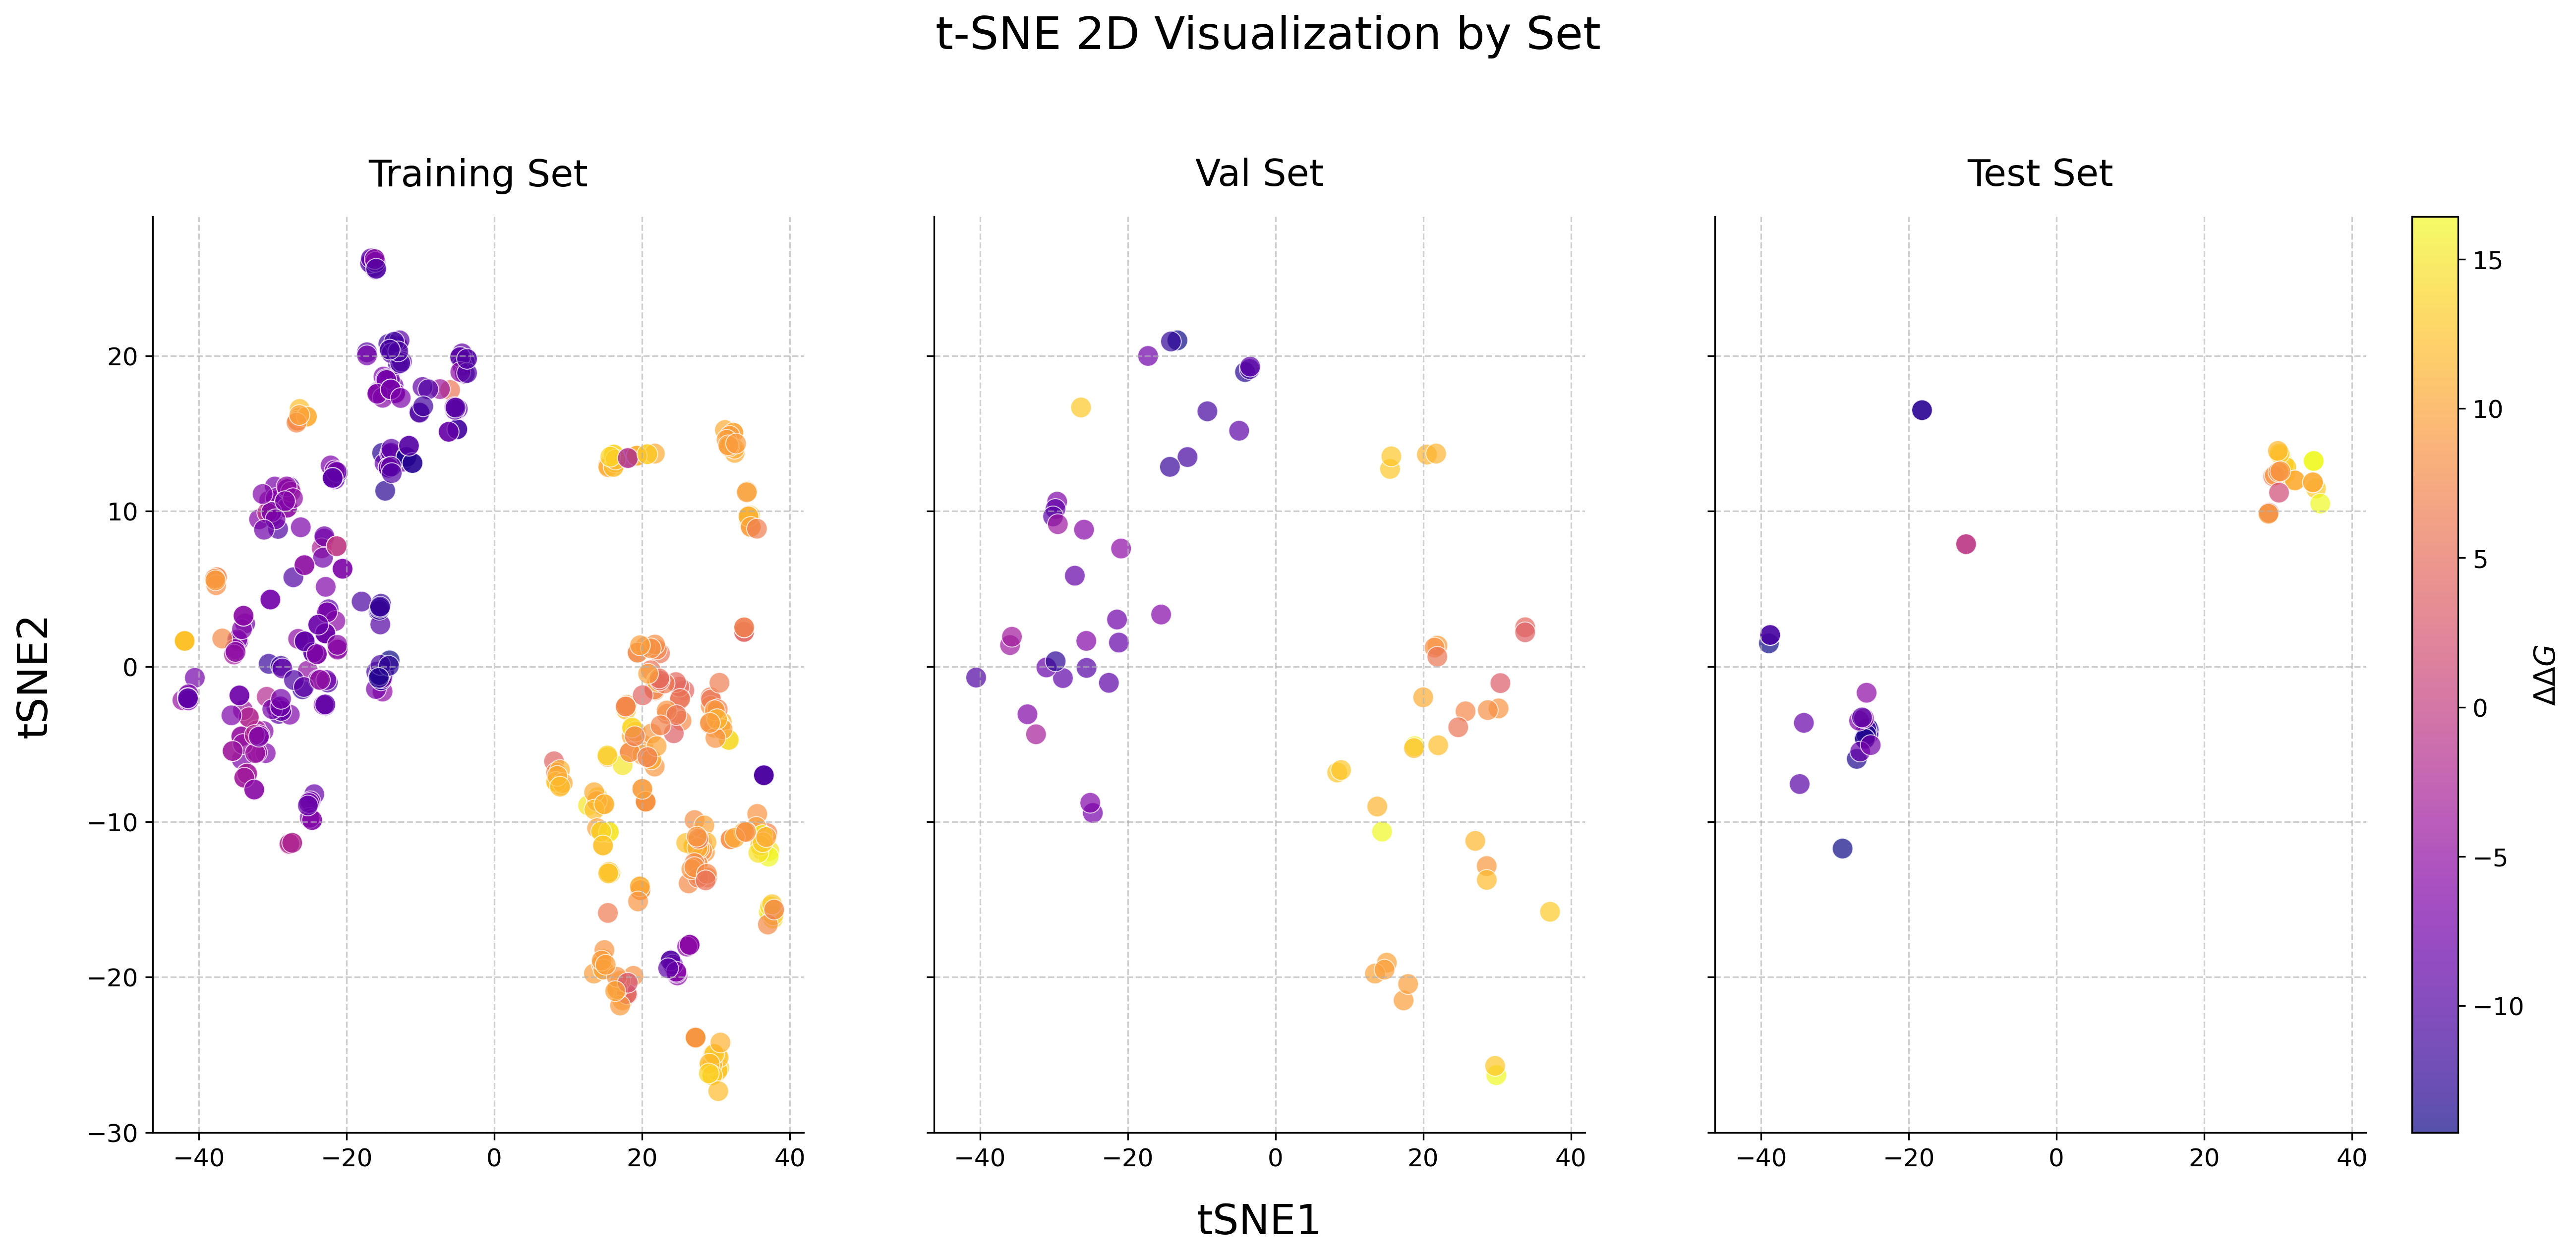 t-SNE 2D Visualization by Set
Training Set
Val Set
Test Set
tSNE2
20
10
0
−10
−20
−30
−40 −20 0 20 40
−40 −20 0 20 40
−40 −20 0 20 40
tSNE1
15
10
5
0
−5
−10
ΔΔG